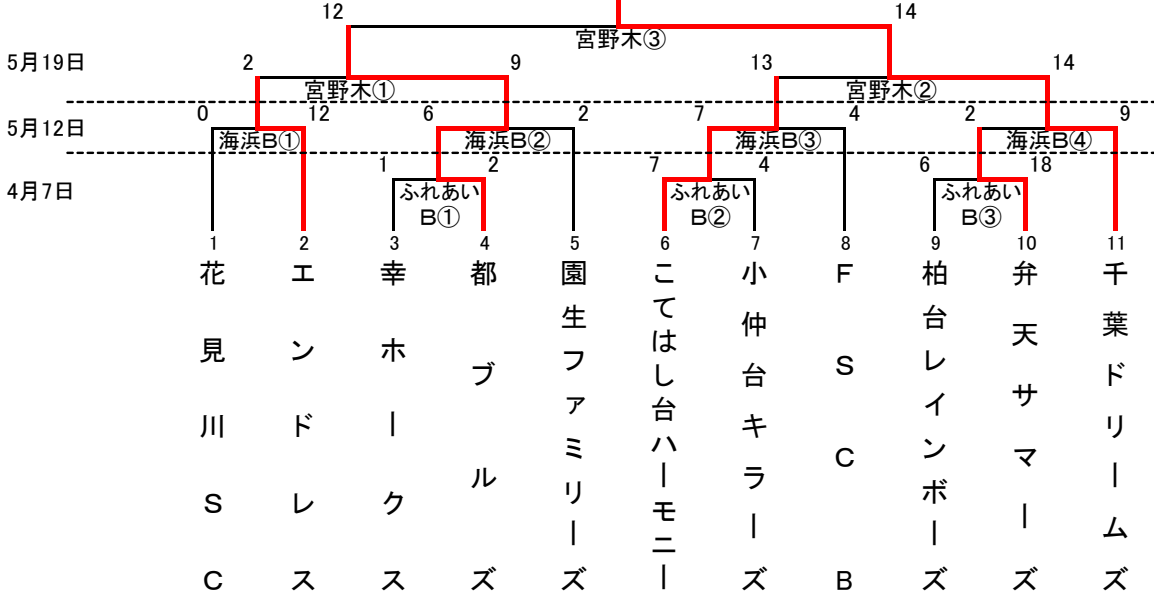 12 14
宮野木③
5月19日 2 9 13 14
宮野木① 宮野木②
0 12 6 2 7 4 2 9
5月12日 海浜B① 海浜B② 海浜B③ 海浜B④
1 2 7 4 6 18
4月7日 ふれあい ふれあい ふれあい
B① B② B③
1 2 3 4 5 6 7 8 9 10 11
花見川SC
エンドレス
幸ホークス
都ブルズ
園生ファミリーズ
こてはし台ハーモニー
小仲台キラーズ
FSCB
柏台レインボーズ
弁天サマーズ
千葉ドリームズ